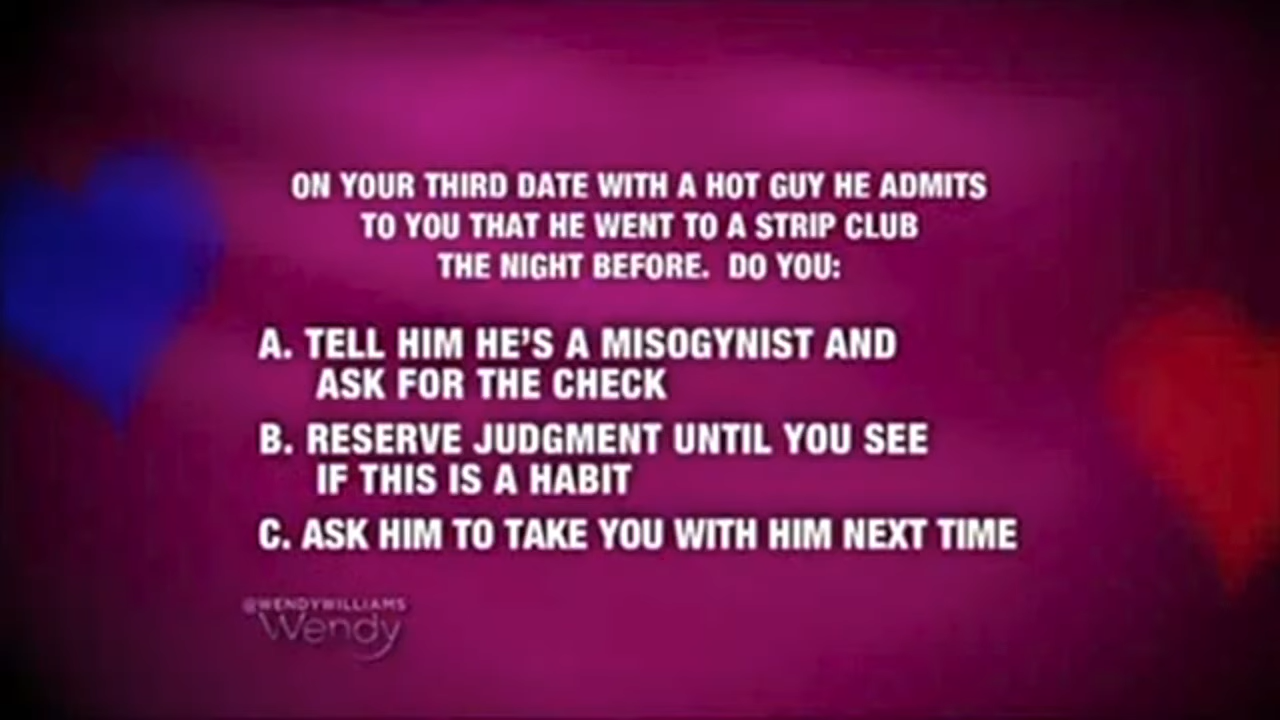 ON YOUR THIRD DATE WITH A HOT GUY HE ADMITS
TO YOU THAT HE WENT TO A STRIP CLUB
THE NIGHT BEFORE.  DO YOU:
A. TELL HIM HE'S A MISOGYNIST AND
ASK FOR THE CHECK
B. RESERVE JUDGMENT UNTIL YOU SEE
IF THIS IS A HABIT
C. ASK HIM TO TAKE YOU WITH HIM NEXT TIME
@WENDYWILLIAMS
Wendy